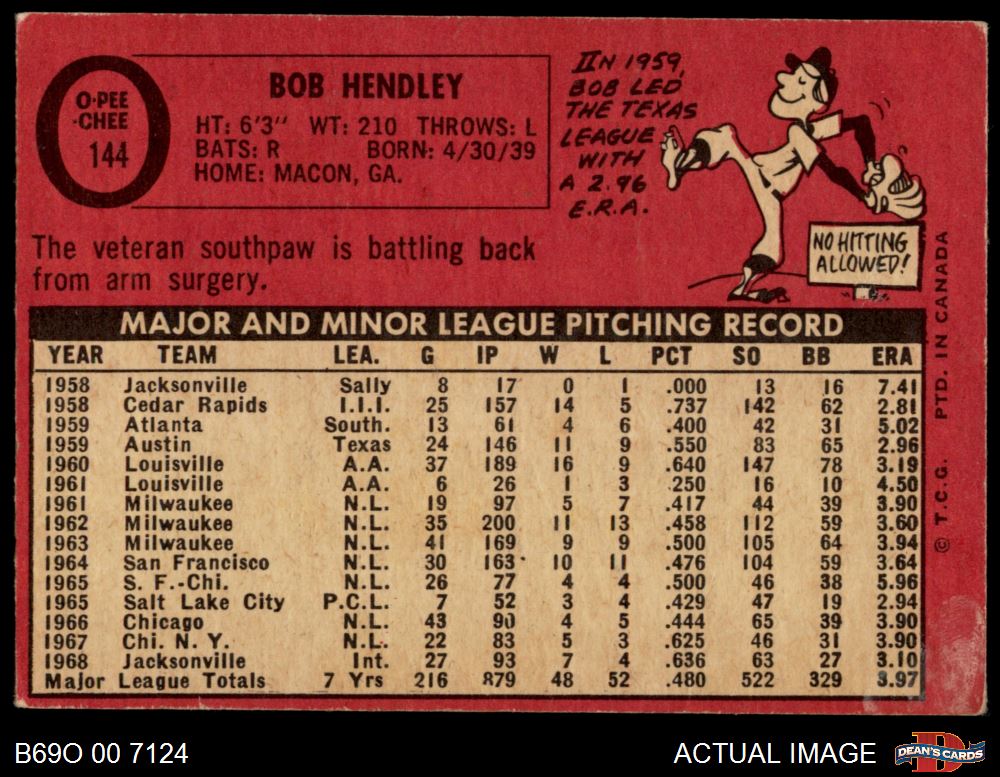 O-PEE
-CHEE
144
BOB HENDLEY
HT: 6'3" WT: 210 THROWS: L
BATS: R BORN: 4/30/39
HOME: MACON, GA.
IN 1959,
BOB LED
THE TEXAS
LEAGUE
WITH
A 2.96
E.R.A.
NO HITTING
ALLOWED!
The veteran southpaw is battling back
from arm surgery.
MAJOR AND MINOR LEAGUE PITCHING RECORD
YEAR TEAM LEA. G IP W L PCT SO BB ERA
1958 Jacksonville Sally 8 17 0 1 .000 13 16 7.41
1958 Cedar Rapids I.I.I. 25 157 14 5 .737 142 62 2.81
1959 Atlanta South. 13 61 4 6 .400 42 31 5.02
1959 Austin Texas 24 146 11 9 .550 83 65 2.96
1960 Louisville A.A. 37 189 16 9 .640 147 78 3.19
1961 Louisville A.A. 6 26 1 3 .250 16 10 4.50
1961 Milwaukee N.L. 19 97 5 7 .417 44 39 3.90
1962 Milwaukee N.L. 35 200 11 13 .458 112 59 3.60
1963 Milwaukee N.L. 41 169 9 9 .500 105 64 3.94
1964 San Francisco N.L. 30 163 10 11 .476 104 59 3.64
1965 S. F.-Chi. N.L. 26 77 4 4 .500 46 38 5.96
1965 Salt Lake City P.C.L. 7 52 3 4 .429 47 19 2.94
1966 Chicago N.L. 43 90 4 5 .444 65 39 3.90
1967 Chi. N. Y. N.L. 22 83 5 3 .625 46 31 3.90
1968 Jacksonville Int. 27 93 7 4 .636 63 27 3.10
Major League Totals 7 Yrs 216 879 48 52 .480 522 329 3.97
© T.C.G. PTD. IN CANADA
B69O 00 7124
ACTUAL IMAGE
DEAN'S CARDS